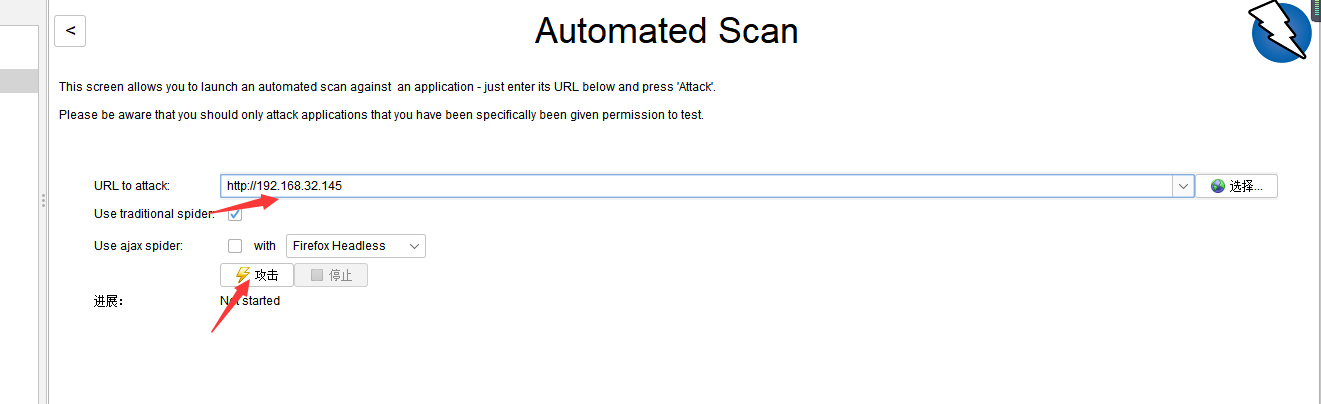 <
Automated Scan
This screen allows you to launch an automated scan against  an application - just enter its URL below and press 'Attack'.
Please be aware that you should only attack applications that you have been specifically been given permission to test.
URL to attack: http://192.168.32.145 选择...
Use traditional spider:
Use ajax spider: with Firefox Headless
攻击 停止
进展： Not started